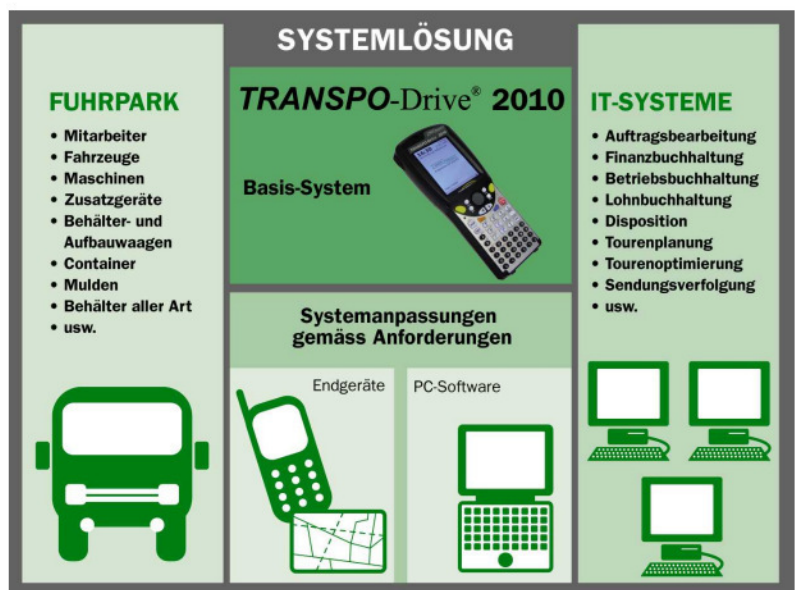 SYSTEMLÖSUNG
FUHRPARK
• Mitarbeiter
• Fahrzeuge
• Maschinen
• Zusatzgeräte
• Behälter- und
Aufbauwaagen
• Container
• Mulden
• Behälter aller Art
• usw.
TRANSPO-Drive® 2010
Basis-System
Systemanpassungen
gemäss Anforderungen
Endgeräte
PC-Software
IT-SYSTEME
• Auftragsbearbeitung
• Finanzbuchhaltung
• Betriebsbuchhaltung
• Lohnbuchhaltung
• Disposition
• Tourenplanung
• Tourenoptimierung
• Sendungsverfolgung
• usw.